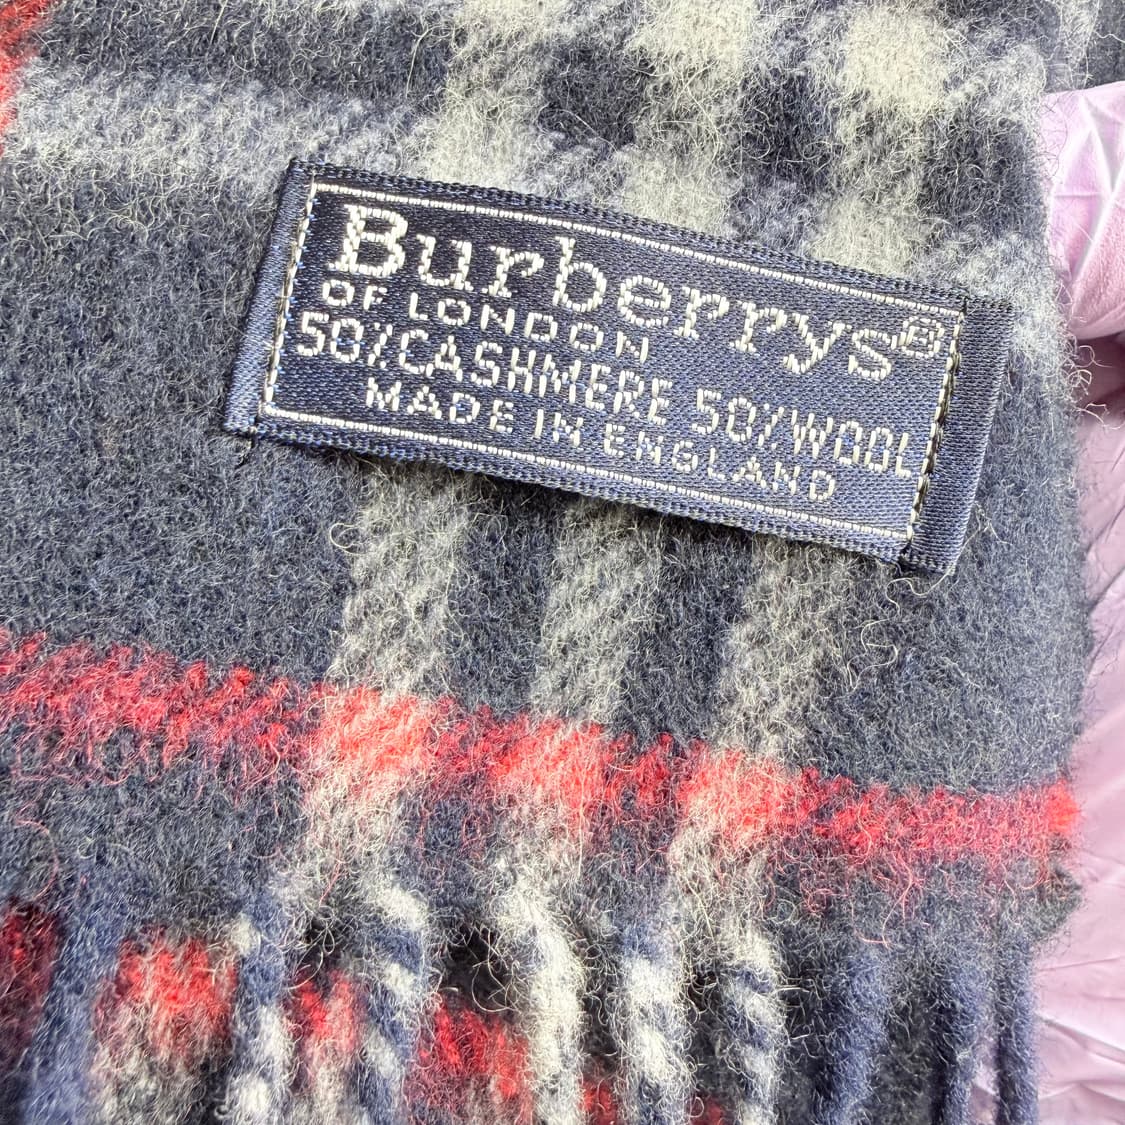 Burberrys®
OF LONDON
50%CASHMERE 50%WOOL
MADE IN ENGLAND